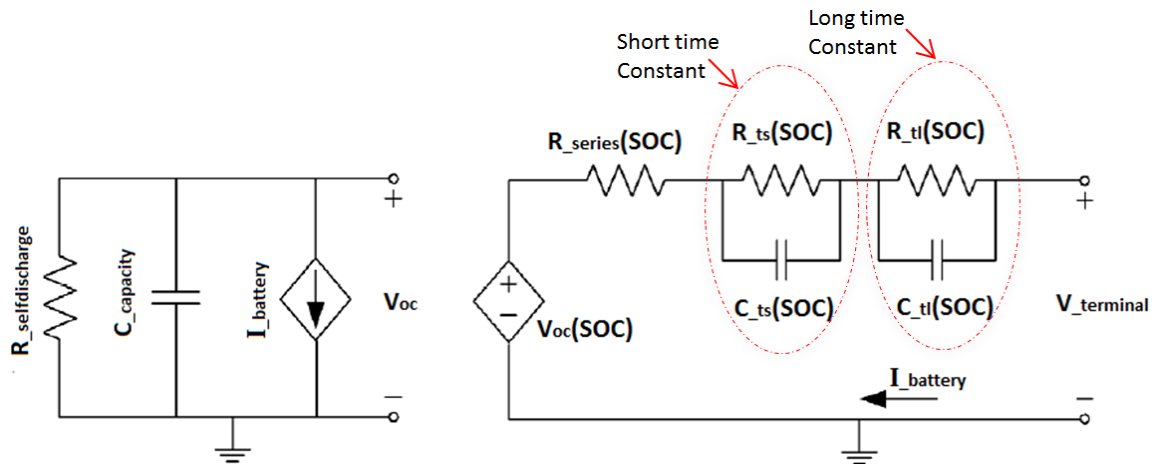 Short time
Constant
Long time
Constant
R_series(SOC)
R_ts(SOC)
R_tl(SOC)
R_selfdischarge
C_capacity
I_battery
+
Voc
−
+
−
Voc(SOC)
C_ts(SOC)
C_tl(SOC)
+
V_terminal
I_battery
−